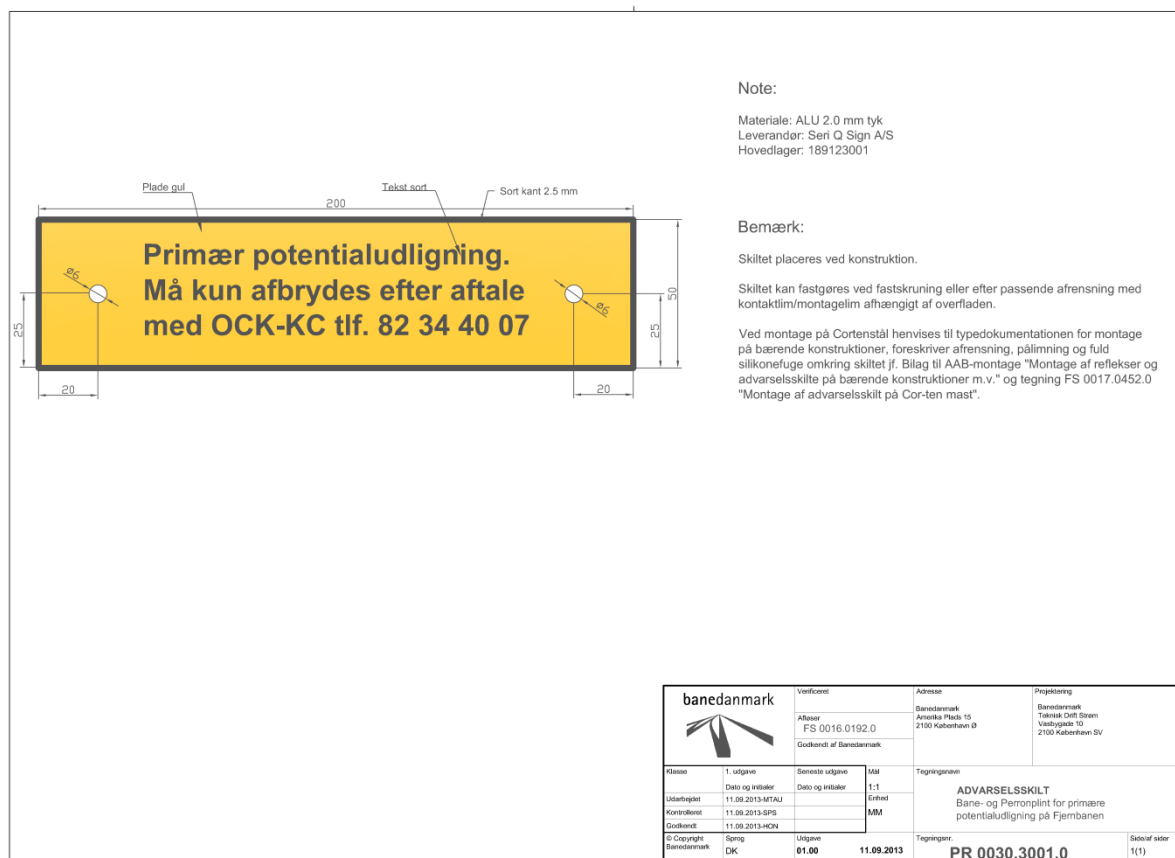 Note:
Materiale: ALU 2.0 mm tyk
Leverandør: Seri Q Sign A/S
Hovedlager: 189123001
Plade gul
Tekst sort
Sort kant 2.5 mm
200
Primær potentialudligning.
Må kun afbrydes efter aftale
med OCK-KC tlf. 82 34 40 07
ø6
ø6
25
25
50
20
20
Bemærk:
Skiltet placeres ved konstruktion.
Skiltet kan fastgøres ved fastskruning eller efter passende afrensning med
kontaktlim/montagelim afhængigt af overfladen.
Ved montage på Cortenstål henvises til typedokumentationen for montage
på bærende konstruktioner, foreskriver afrensning, pålimning og fuld
silikonefuge omkring skiltet jf. Bilag til AAB-montage "Montage af reflekser og
advarselsskilte på bærende konstruktioner m.v." og tegning FS 0017.0452.0
"Montage af advarselsskilt på Cor-ten mast".
banedanmark
Verificeret
Afløser
FS 0016.0192.0
Godkendt af Banedanmark
Adresse
Banedanmark
Amerika Plads 15
2100 København Ø
Projektering
Banedanmark
Teknisk Drift Strøm
Vasbygade 10
2100 København SV
Klasse
1. udgave
Dato og initialer
Seneste udgave
Dato og initialer
Mål
1:1
Udarbejdet
11.09.2013-MTAU
Enhed
MM
Kontrolleret
11.09.2013-SPS
Godkendt
11.09.2013-HON
Tegningsnavn
ADVARSELSSKILT
Bane- og Perronplint for primære
potentialudligning på Fjernbanen
© Copyright
Banedanmark
Sprog
DK
Udgave
01.00 11.09.2013
Tegningsnr.
PR 0030.3001.0
Side/af sider
1(1)